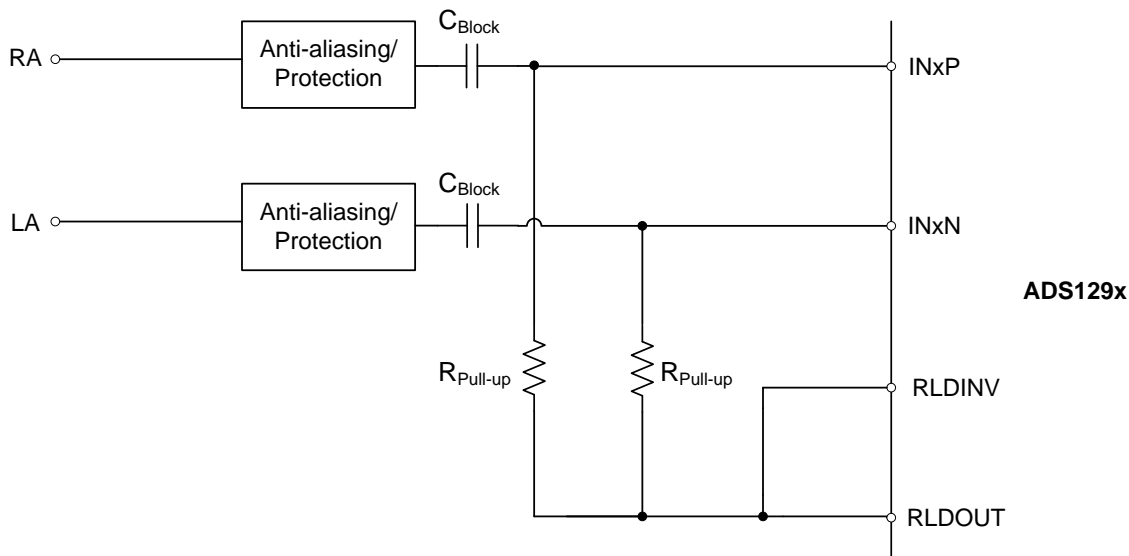 C_Block
RA
Anti-aliasing/
Protection
INxP
C_Block
LA
Anti-aliasing/
Protection
INxN
ADS129x
R_Pull-up
R_Pull-up
RLDINV
RLDOUT